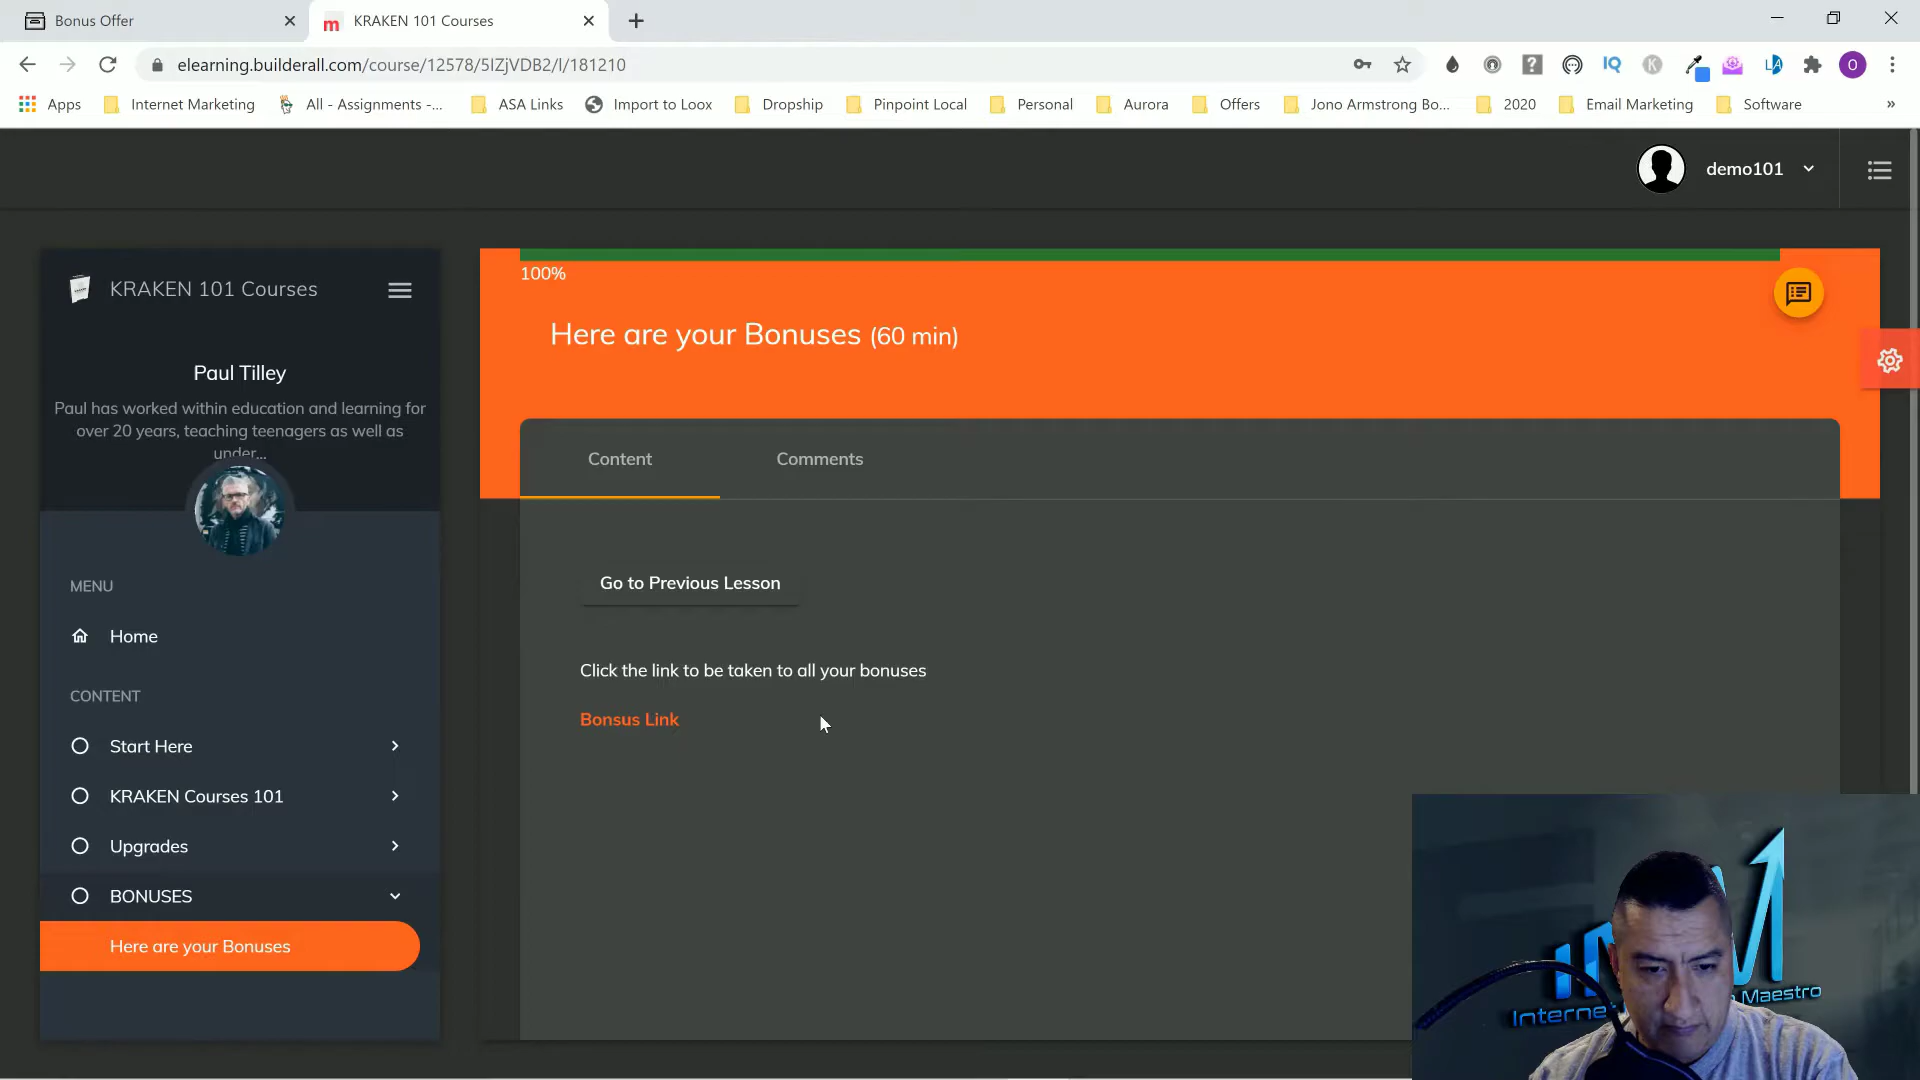 Bonus Offer
KRAKEN 101 Courses
elearning.builderall.com/course/12578/5IZjVDB2/l/181210
Apps
Internet Marketing
All - Assignments -...
ASA Links
Import to Loox
Dropship
Pinpoint Local
Personal
Aurora
Offers
Jono Armstrong Bo...
2020
Email Marketing
Software
»
demo101
KRAKEN 101 Courses
Paul Tilley
Paul has worked within education and learning for
over 20 years, teaching teenagers as well as
under...
MENU
Home
CONTENT
Start Here
KRAKEN Courses 101
Upgrades
BONUSES
Here are your Bonuses
100%
Here are your Bonuses (60 min)
Content
Comments
Go to Previous Lesson
Click the link to be taken to all your bonuses
Bonsus Link
Maestro